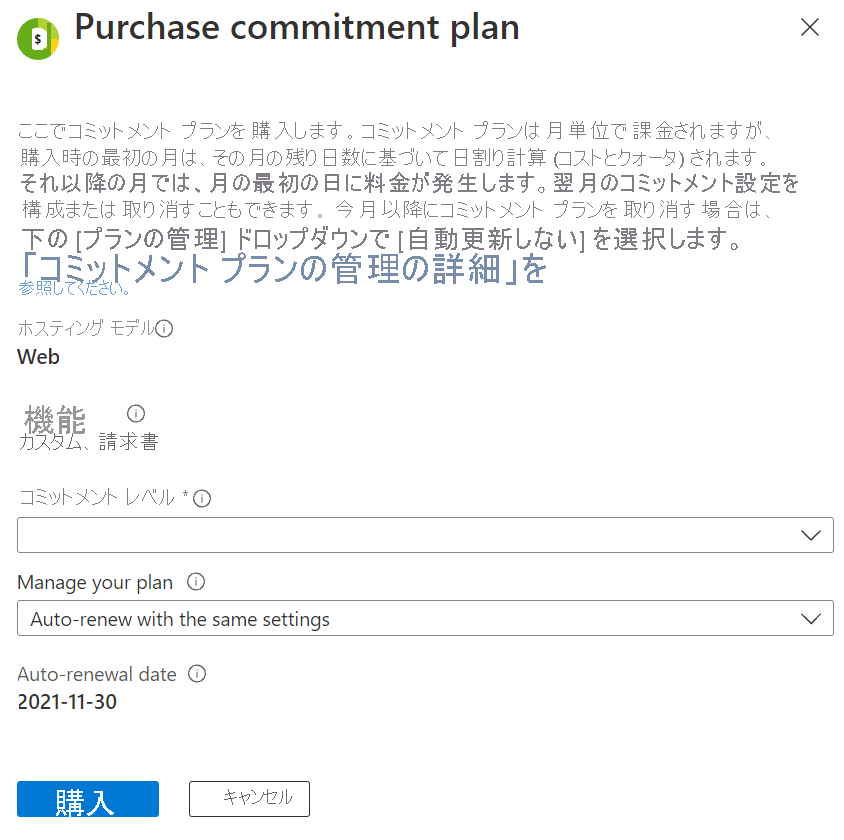 Purchase commitment plan
$
ここでコミットメント プランを購入します。コミットメント プランは月単位で課金されますが、
購入時の最初の月は、その月の残り日数に基づいて日割り計算 (コストとクォータ) されます。
それ以降の月では、月の最初の日に料金が発生します。翌月のコミットメント設定を
構成または取り消すこともできます。今月以降にコミットメント プランを取り消す場合は、
下の [プランの管理] ドロップダウンで [自動更新しない] を選択します。
「コミットメント プランの管理の詳細」を
参照してください。
ホスティング モデル
Web
機能
カスタム、請求書
コミットメント レベル *
Manage your plan
Auto-renew with the same settings
Auto-renewal date
2021-11-30
購入 キャンセル